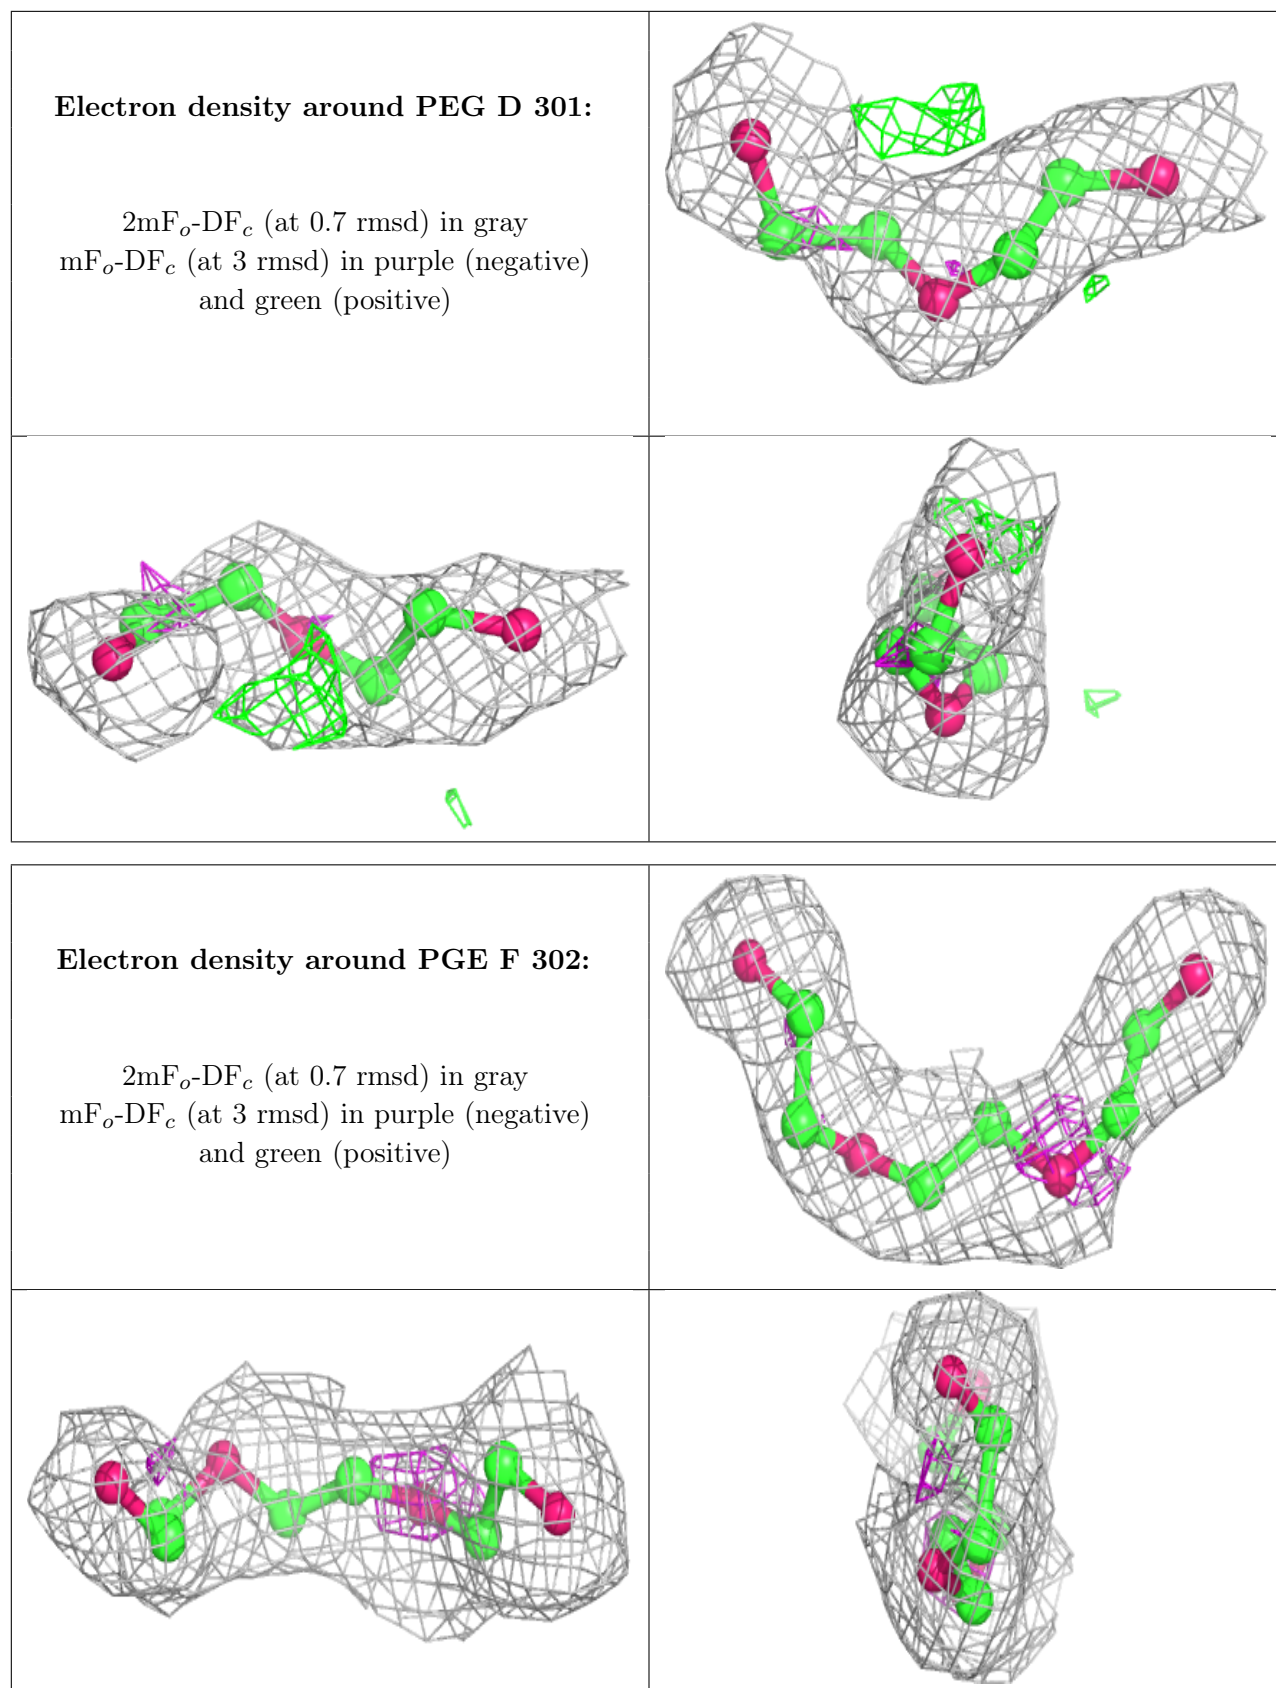 Electron density around PEG D 301:
2mFo-DFc (at 0.7 rmsd) in gray
mFo-DFc (at 3 rmsd) in purple (negative)
and green (positive)
Electron density around PGE F 302:
2mFo-DFc (at 0.7 rmsd) in gray
mFo-DFc (at 3 rmsd) in purple (negative)
and green (positive)